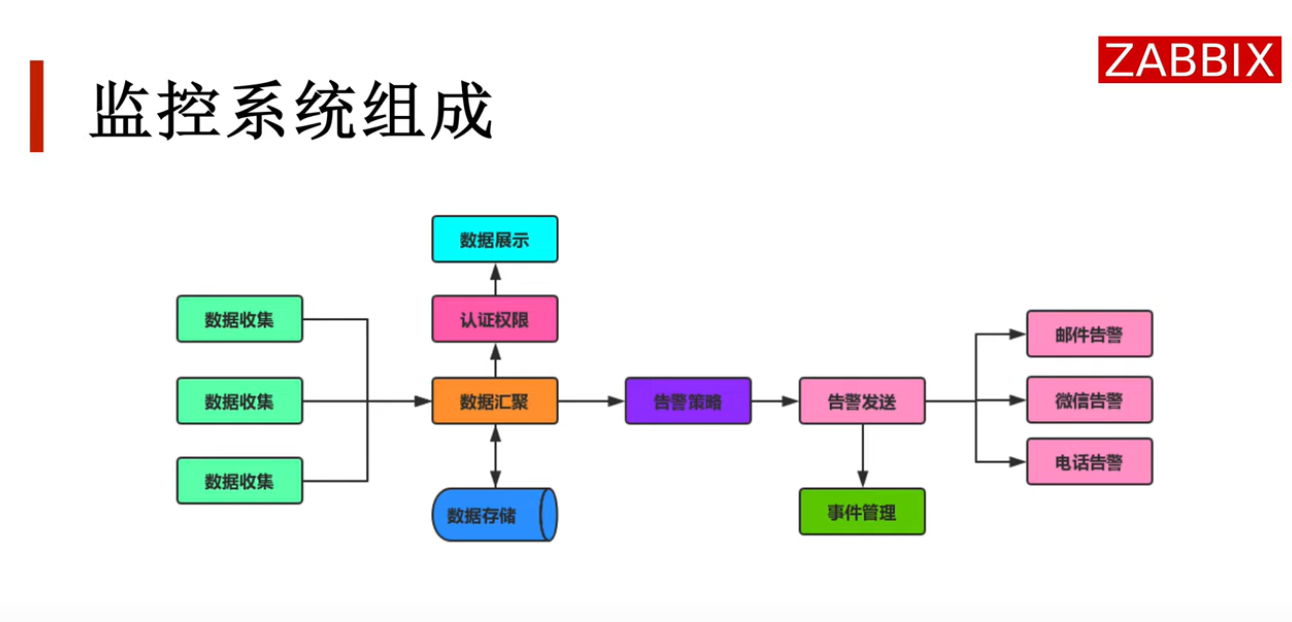 ZABBIX
监控系统组成
数据展示
数据收集
认证权限
邮件告警
数据收集
数据汇聚
告警策略
告警发送
微信告警
数据收集
电话告警
数据存储
事件管理